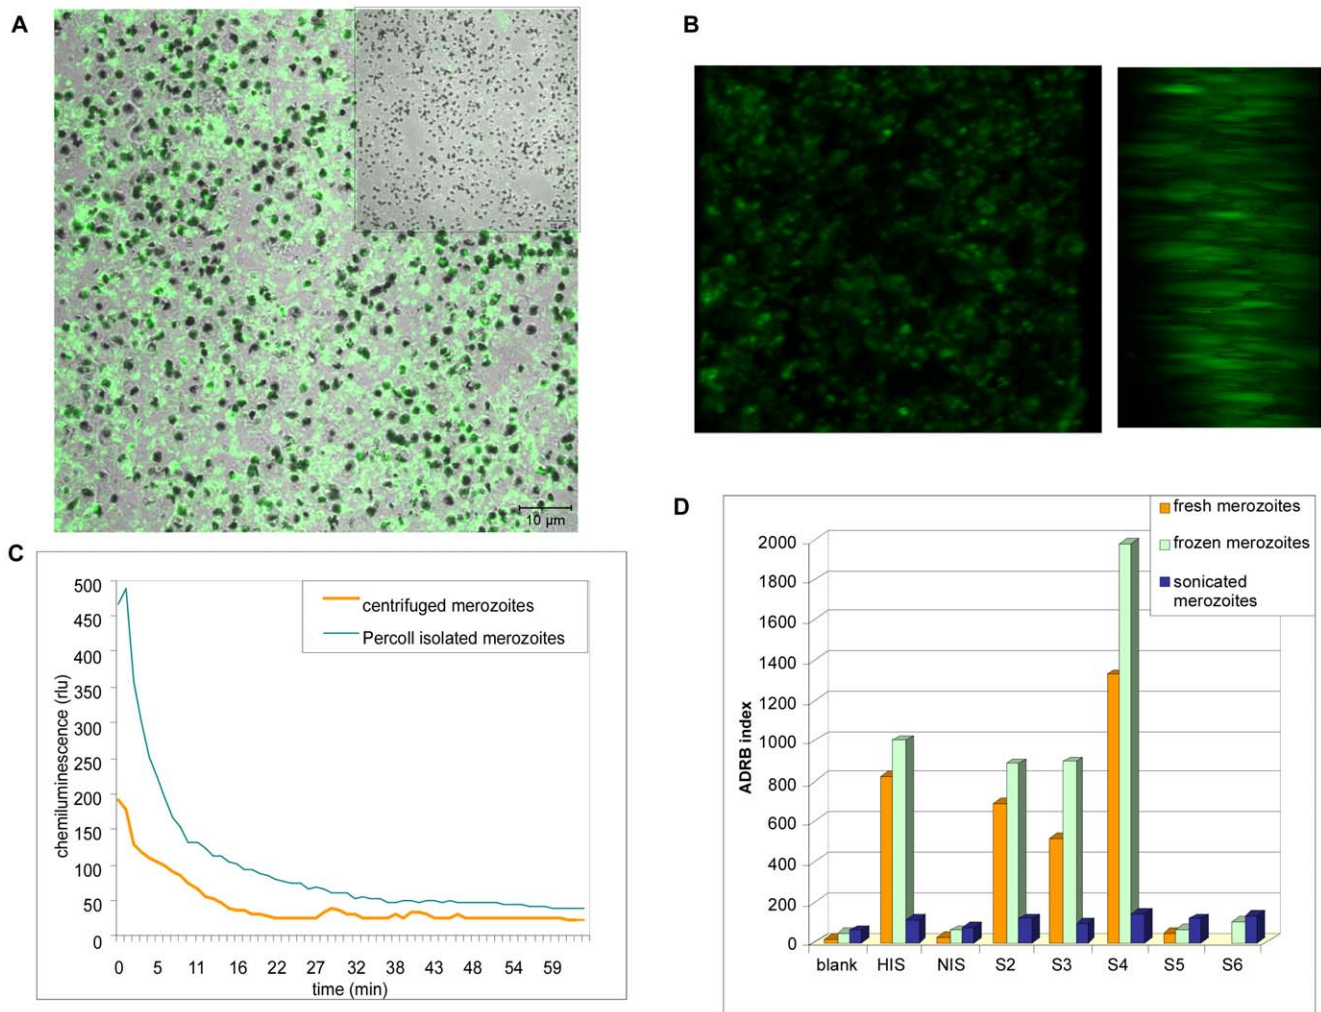 A
B
10 µm
C
500
450
400
350
300
250
200
150
100
50
0
chemiluminescence (rlu)
centrifuged merozoites
Percoll isolated merozoites
0 5 11 16 22 27 32 38 43 48 54 59
time (min)
D
fresh merozoites
frozen merozoites
sonicated
merozoites
2000
1800
1600
1400
1200
1000
800
600
400
200
0
ADRB index
blank HIS NIS S2 S3 S4 S5 S6